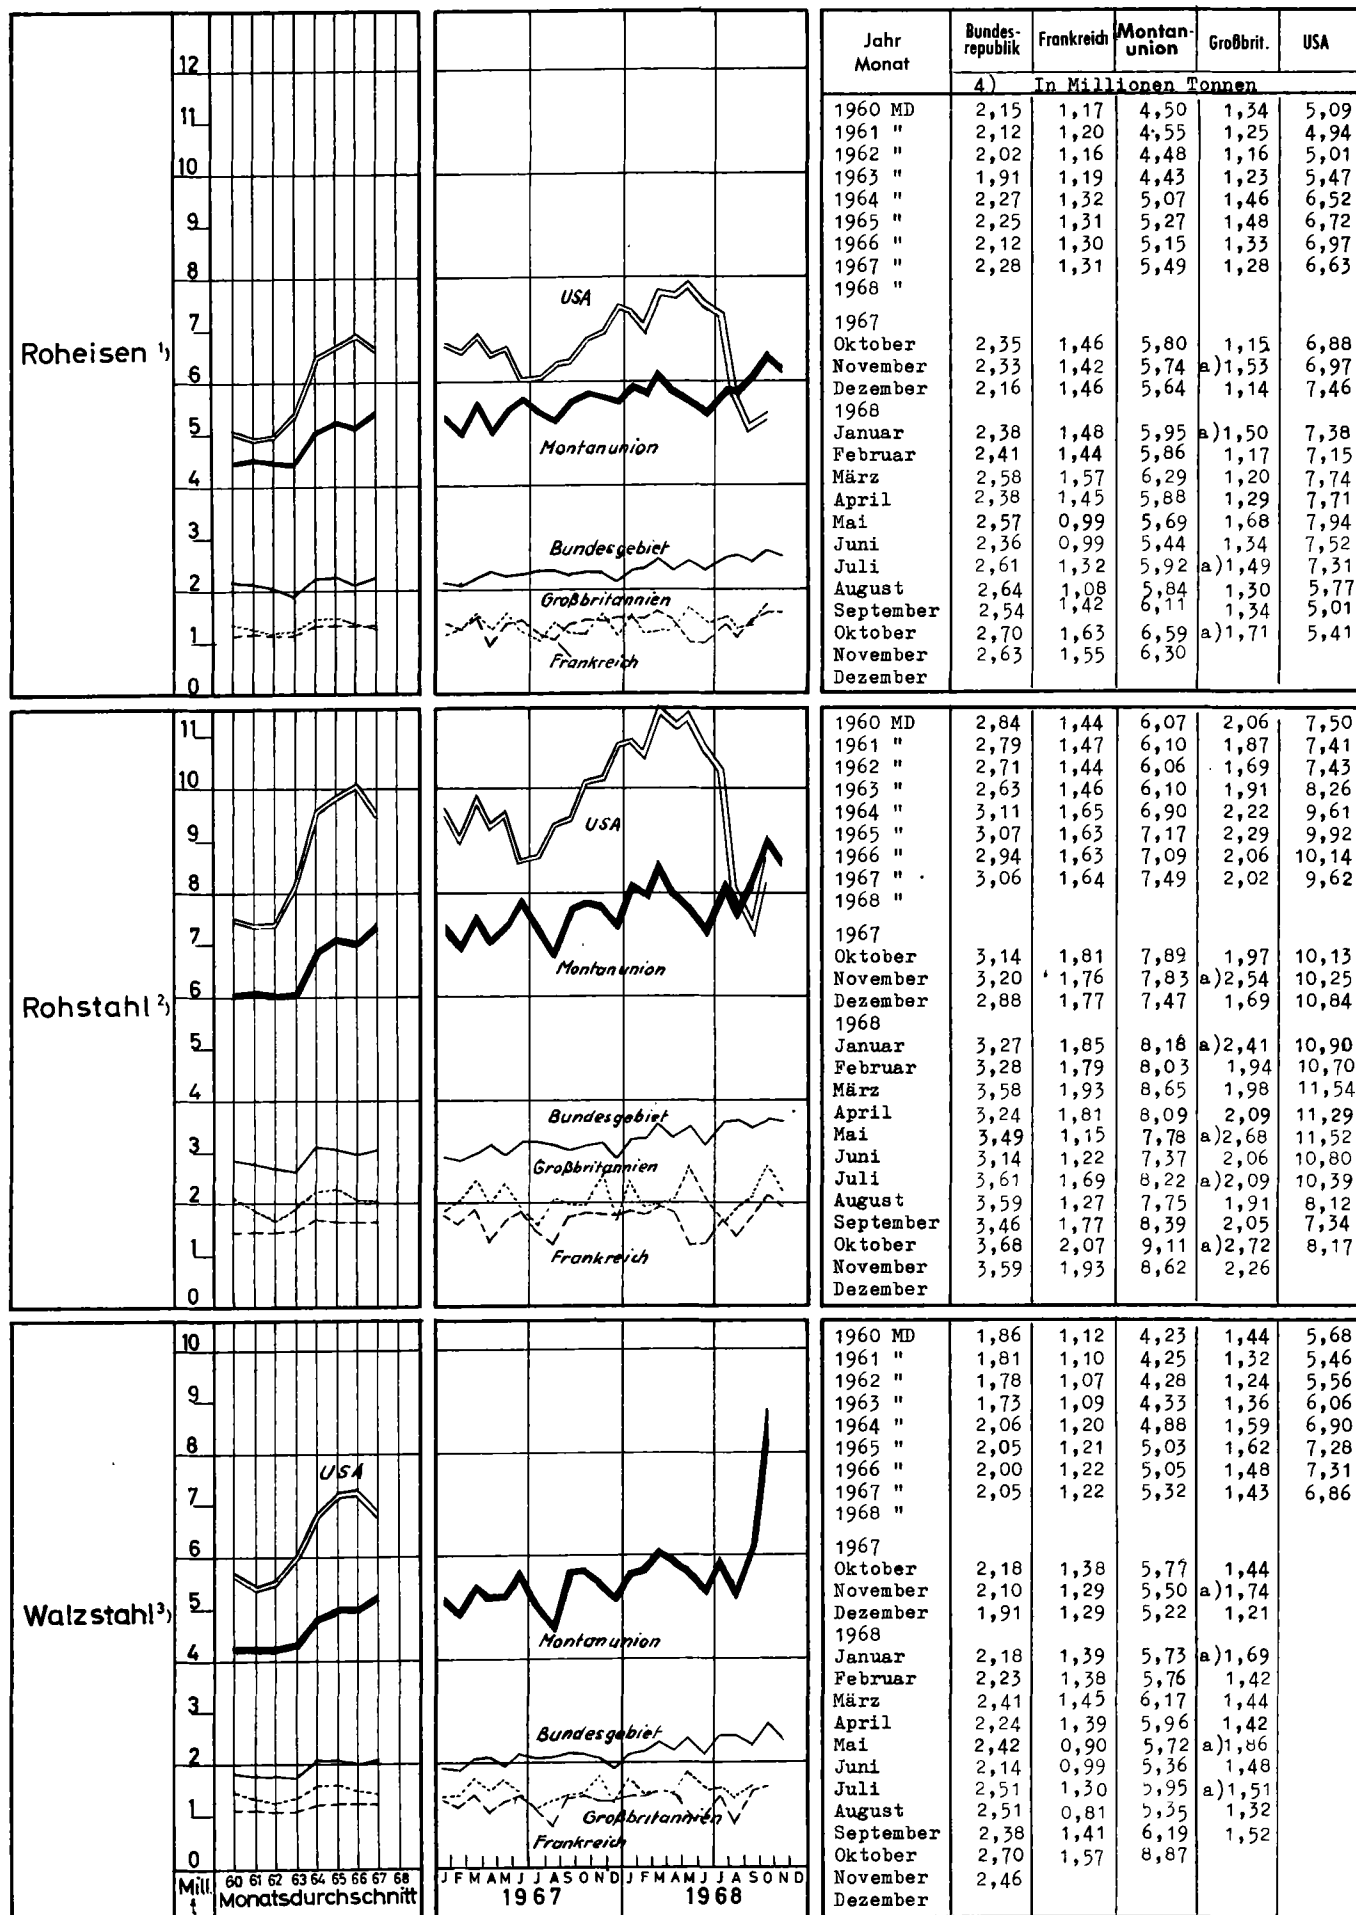 Jahr Monat | Bundes-republik | Frankreich | Montan-union | Großbrit. | USA
4) In Millionen Tonnen
Roheisen 1)
12
11
10
9
8
7
6
5
4
3
2
1
0
USA
Montanunion
Bundesgebiet
Großbritannien
Frankreich
1960 MD 2,15 1,17 4,50 1,34 5,09
1961 " 2,12 1,20 4,55 1,25 4,94
1962 " 2,02 1,16 4,48 1,16 5,01
1963 " 1,91 1,19 4,43 1,23 5,47
1964 " 2,27 1,32 5,07 1,46 6,52
1965 " 2,25 1,31 5,27 1,48 6,72
1966 " 2,12 1,30 5,15 1,33 6,97
1967 " 2,28 1,31 5,49 1,28 6,63
1968 "
1967
Oktober 2,35 1,46 5,80 1,15 6,88
November 2,33 1,42 5,74 a)1,53 6,97
Dezember 2,16 1,46 5,64 1,14 7,46
1968
Januar 2,38 1,48 5,95 a)1,50 7,38
Februar 2,41 1,44 5,86 1,17 7,15
März 2,58 1,57 6,29 1,20 7,74
April 2,38 1,45 5,88 1,29 7,71
Mai 2,57 0,99 5,69 1,68 7,94
Juni 2,36 0,99 5,44 1,34 7,52
Juli 2,61 1,32 5,92 a)1,49 7,31
August 2,64 1,08 5,84 1,30 5,77
September 2,54 1,42 6,11 1,34 5,01
Oktober 2,70 1,63 6,59 a)1,71 5,41
November 2,63 1,55 6,30
Dezember
Rohstahl 2)
11
10
9
8
7
6
5
4
3
2
1
0
USA
Montanunion
Bundesgebiet
Großbritannien
Frankreich
1960 MD 2,84 1,44 6,07 2,06 7,50
1961 " 2,79 1,47 6,10 1,87 7,41
1962 " 2,71 1,44 6,06 1,69 7,43
1963 " 2,63 1,46 6,10 1,91 8,26
1964 " 3,11 1,65 6,90 2,22 9,61
1965 " 3,07 1,63 7,17 2,29 9,92
1966 " 2,94 1,63 7,09 2,06 10,14
1967 " 3,06 1,64 7,49 2,02 9,62
1968 "
1967
Oktober 3,14 1,81 7,89 1,97 10,13
November 3,20 1,76 7,83 a)2,54 10,25
Dezember 2,88 1,77 7,47 1,69 10,84
1968
Januar 3,27 1,85 8,18 a)2,41 10,90
Februar 3,28 1,79 8,03 1,94 10,70
März 3,58 1,93 8,65 1,98 11,54
April 3,24 1,81 8,09 2,09 11,29
Mai 3,49 1,15 7,78 a)2,68 11,52
Juni 3,14 1,22 7,37 2,06 10,80
Juli 3,61 1,69 8,22 a)2,09 10,39
August 3,59 1,27 7,75 1,91 8,12
September 3,46 1,77 8,39 2,05 7,34
Oktober 3,68 2,07 9,11 a)2,72 8,17
November 3,59 1,93 8,62 2,26
Dezember
Walzstahl 3)
10
9
8
7
6
5
4
3
2
1
0
USA
Montanunion
Bundesgebiet
Großbritannien
Frankreich
1960 MD 1,86 1,12 4,23 1,44 5,68
1961 " 1,81 1,10 4,25 1,32 5,46
1962 " 1,78 1,07 4,28 1,24 5,56
1963 " 1,73 1,09 4,33 1,36 6,06
1964 " 2,06 1,20 4,88 1,59 6,90
1965 " 2,05 1,21 5,03 1,62 7,28
1966 " 2,00 1,22 5,05 1,48 7,31
1967 " 2,05 1,22 5,32 1,43 6,86
1968 "
1967
Oktober 2,18 1,38 5,77 1,44
November 2,10 1,29 5,50 a)1,74
Dezember 1,91 1,29 5,22 1,21
1968
Januar 2,18 1,39 5,73 a)1,69
Februar 2,23 1,38 5,76 1,42
März 2,41 1,45 6,17 1,44
April 2,24 1,39 5,96 1,42
Mai 2,42 0,90 5,72 a)1,86
Juni 2,14 0,99 5,36 1,48
Juli 2,51 1,30 5,95 a)1,51
August 2,51 0,81 5,35 1,32
September 2,38 1,41 6,19 1,52
Oktober 2,70 1,57 8,87
November 2,46
Dezember
Mill. t
60 61 62 63 64 65 66 67 68
Monatsdurchschnitt
J F M A M J J A S O N D J F M A M J J A S O N D
1967 1968